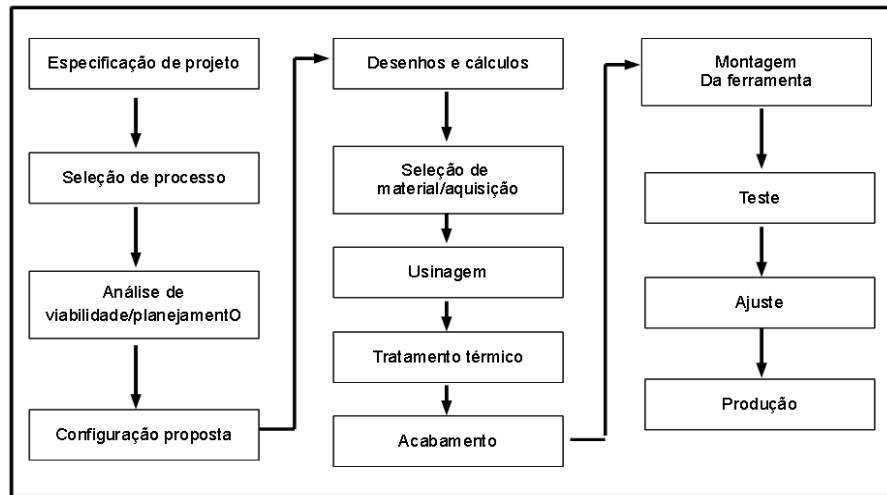 Especificação de projeto
Seleção de processo
Análise de
viabilidade/planejamentO
Configuração proposta
Desenhos e cálculos
Seleção de
material/aquisição
Usinagem
Tratamento térmico
Acabamento
Montagem
Da ferramenta
Teste
Ajuste
Produção